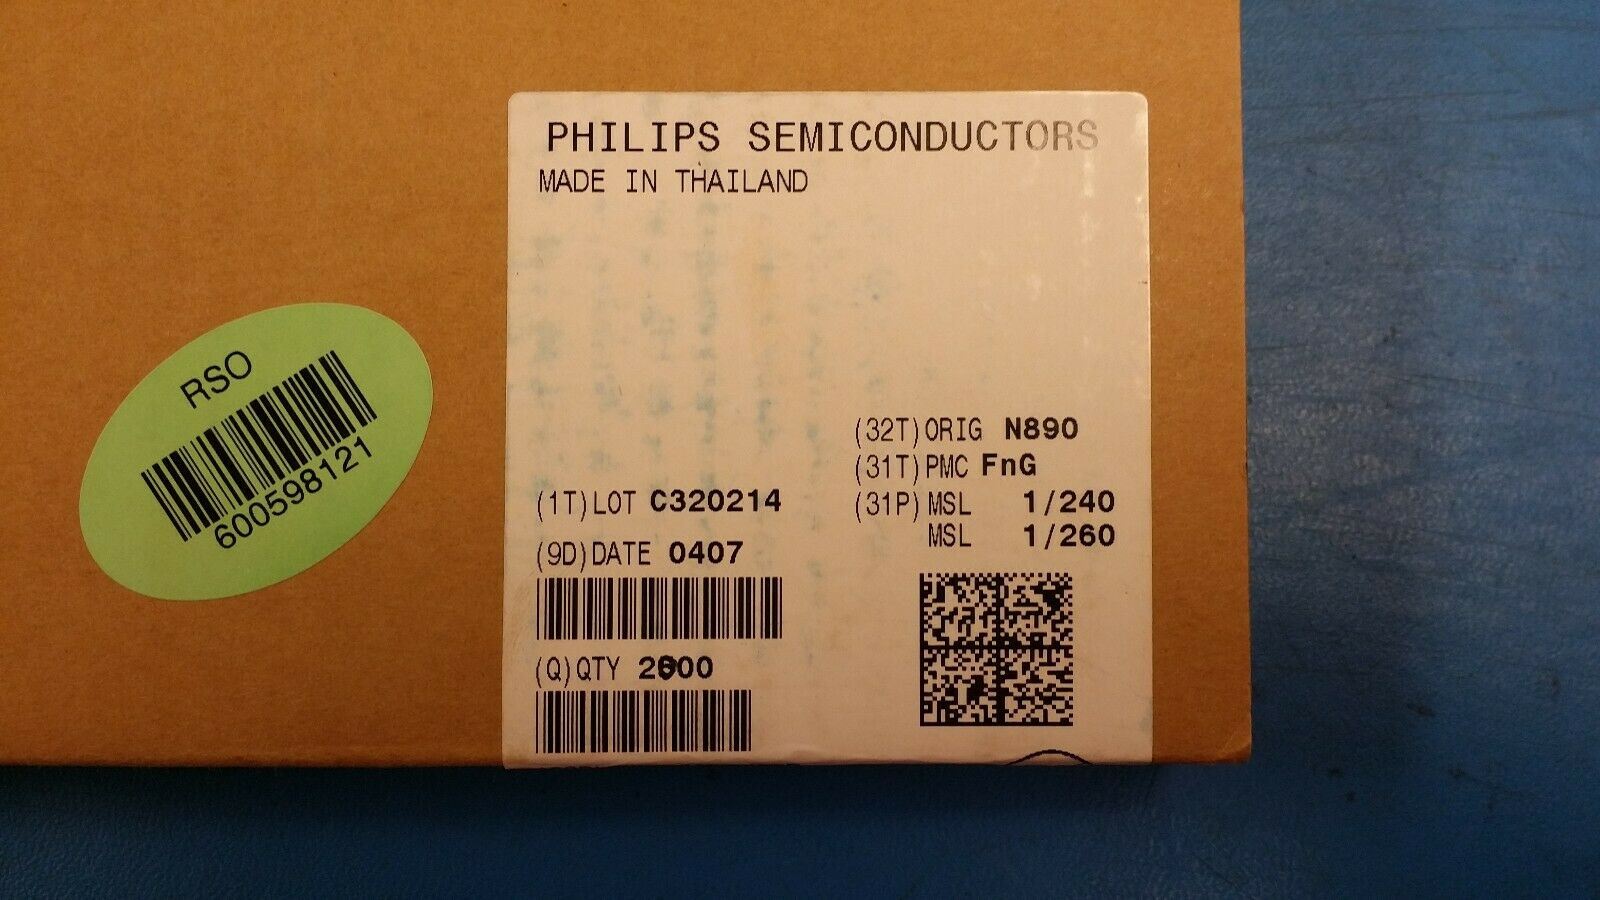 PHILIPS SEMICONDUCTORS
MADE IN THAILAND
RSO
600598121
(32T) ORIG N890
(31T) PMC FnG
(1T) LOT C320214
(31P) MSL 1/240
MSL 1/260
(9D) DATE 0407
(Q) QTY